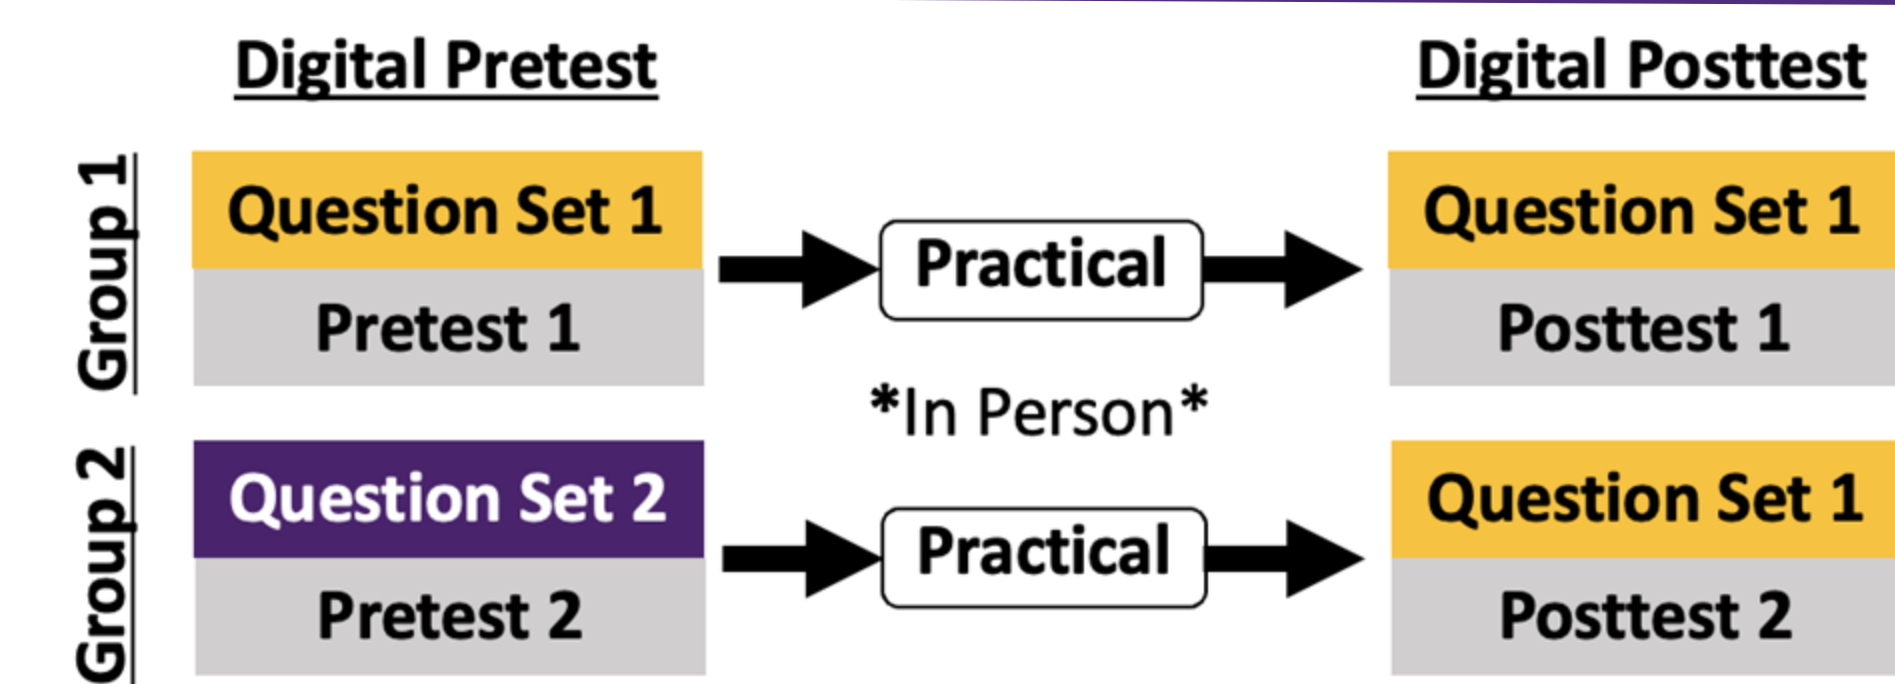 Digital Pretest
Digital Posttest
Group 1
Question Set 1
Pretest 1
Practical
Question Set 1
Posttest 1
*In Person*
Group 2
Question Set 2
Pretest 2
Practical
Question Set 1
Posttest 2